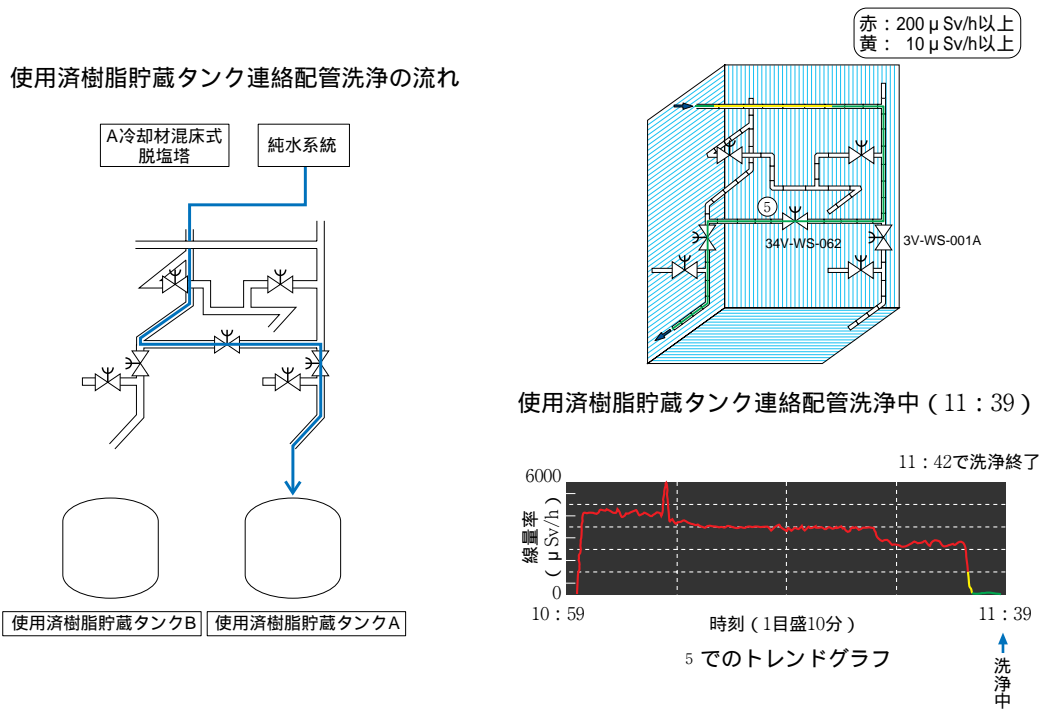 使用済樹脂貯蔵タンク連絡配管洗浄の流れ
A冷却材混床式
脱塩塔
純水系統
使用済樹脂貯蔵タンクB
使用済樹脂貯蔵タンクA
赤：200μSv/h以上
黄： 10μSv/h以上
5
34V-WS-062
3V-WS-001A
使用済樹脂貯蔵タンク連絡配管洗浄中（11：39）
11：42で洗浄終了
6000
線量率
（μSv/h）
0
10：59
11：39
時刻（1目盛10分）
5 でのトレンドグラフ
洗浄中